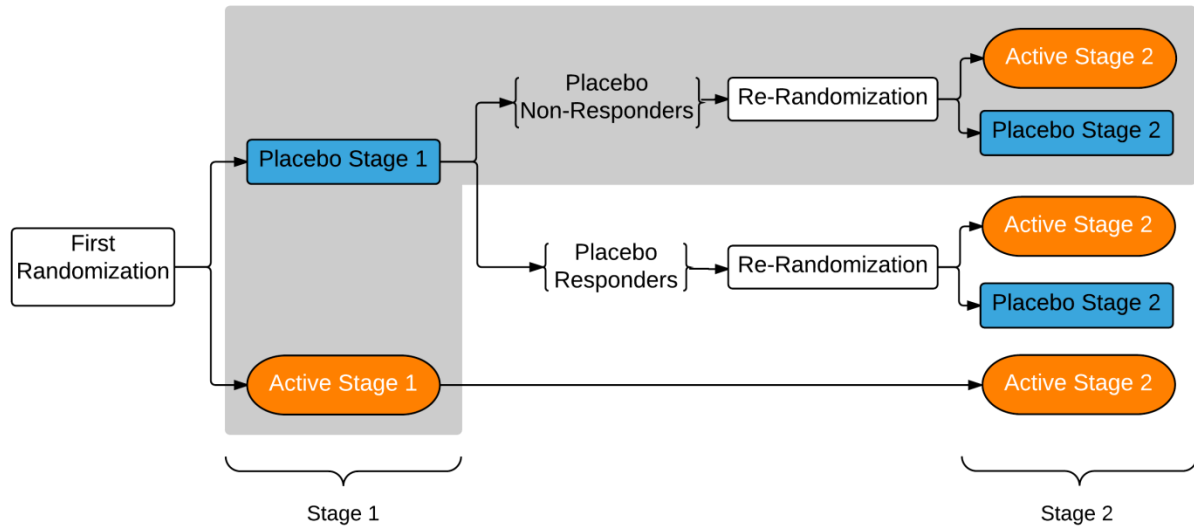 First
Randomization
Placebo Stage 1
Active Stage 1
Placebo
Non-Responders
Re-Randomization
Active Stage 2
Placebo Stage 2
Placebo
Responders
Re-Randomization
Active Stage 2
Placebo Stage 2
Active Stage 2
Stage 1
Stage 2